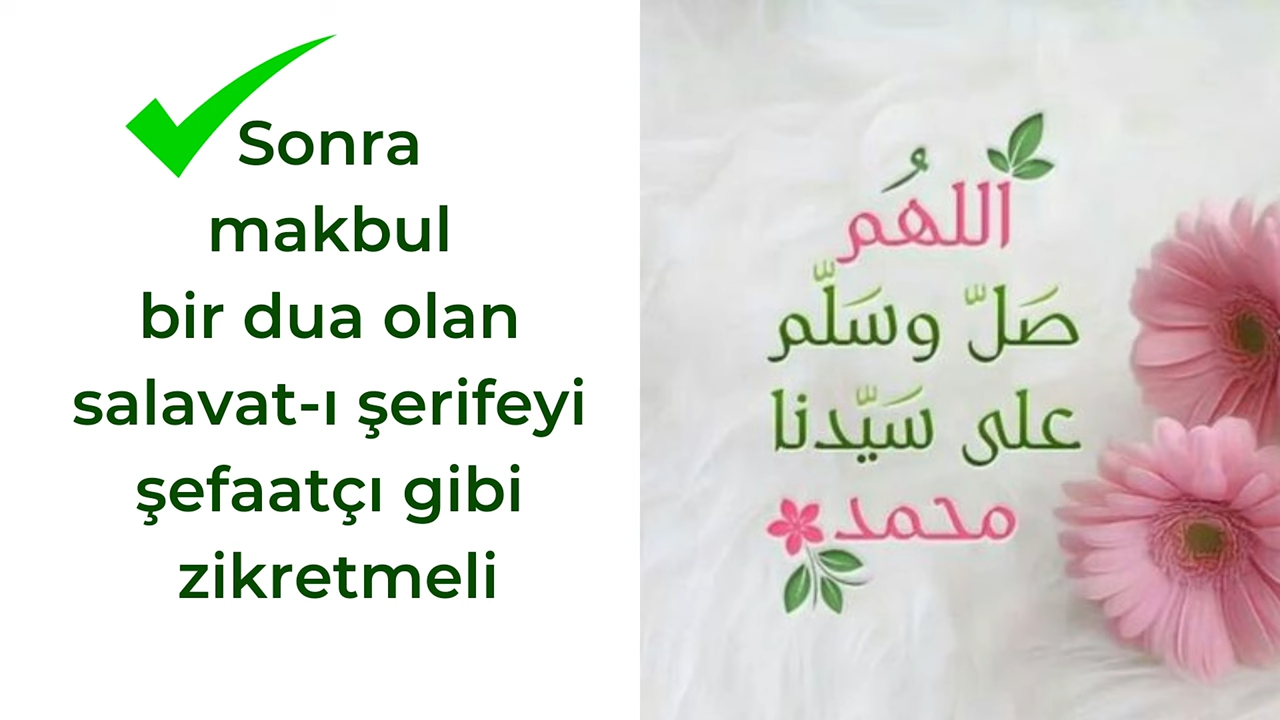 Sonra
makbul
bir dua olan
salavat-ı şerifeyi
şefaatçı gibi
zikretmeli
اللهُم
صَلّ وسَلّم
على سَيّدنا
محمد